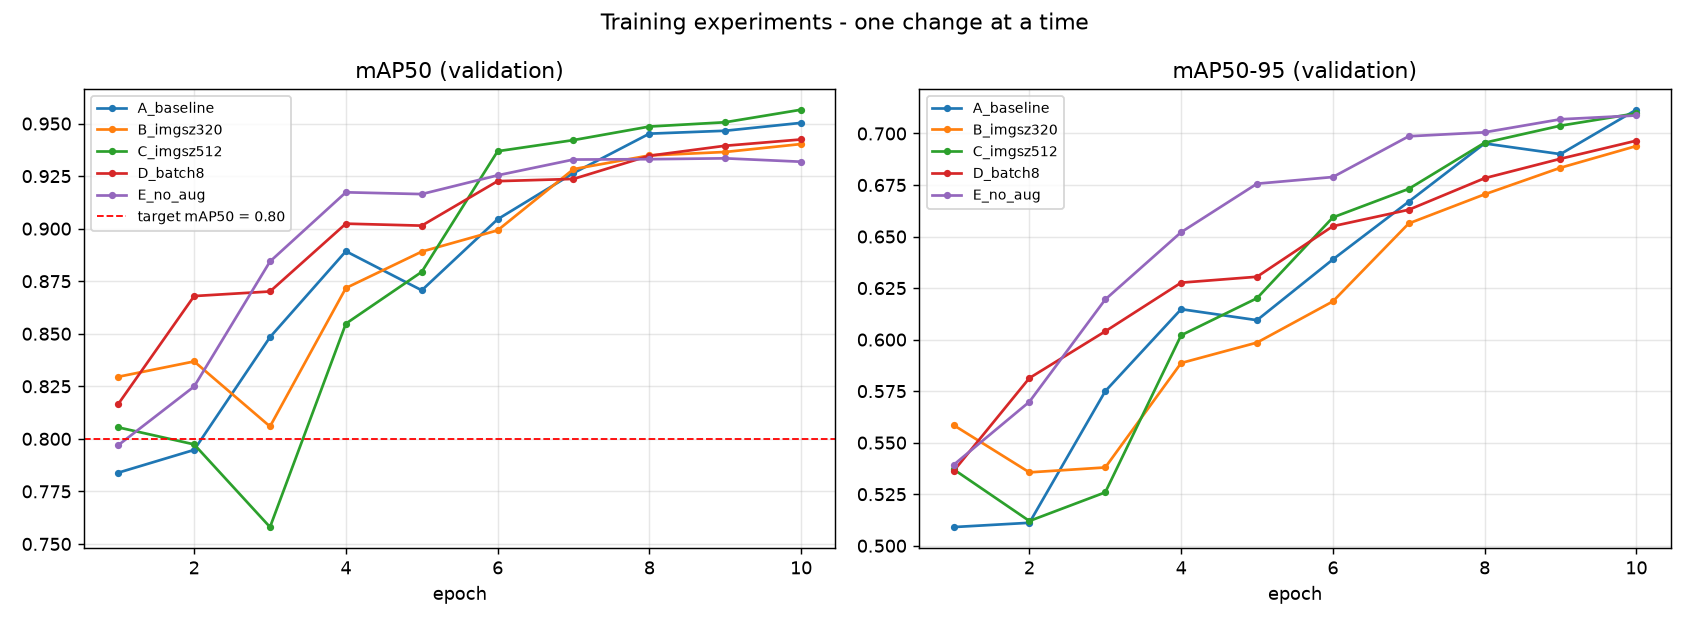 Training experiments - one change at a time
mAP50 (validation)
A_baseline
B_imgsz320
C_imgsz512
D_batch8
E_no_aug
target mAP50 = 0.80
0.950
0.925
0.900
0.875
0.850
0.825
0.800
0.775
0.750
2 4 6 8 10
epoch
mAP50-95 (validation)
A_baseline
B_imgsz320
C_imgsz512
D_batch8
E_no_aug
0.700
0.675
0.650
0.625
0.600
0.575
0.550
0.525
0.500
2 4 6 8 10
epoch